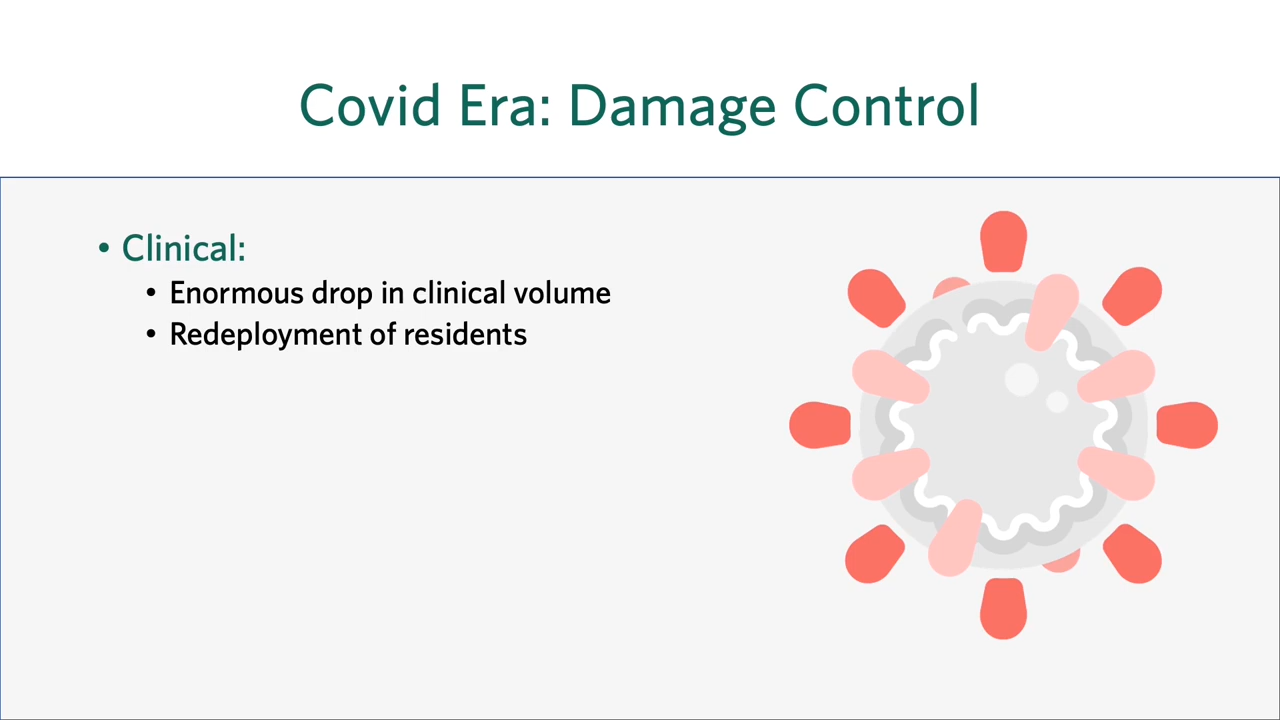 Covid Era: Damage Control
• Clinical:
• Enormous drop in clinical volume
• Redeployment of residents